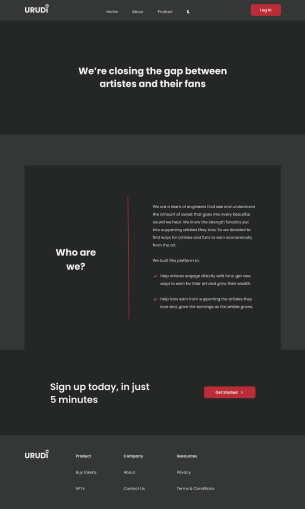 URUDI
Home About Product
Log In
We're closing the gap between
artistes and their fans
Who are
we?
We are a team of engineers that see and understand
the amount of sweat that goes into every beautiful
sound we hear. We know the strength fanatics put
into supporting artistes they love. So we decided to
find ways for artistes and fans to earn economically
from the art.
We built this platform to:
Help artistes engage directly with fans, get new
ways to earn for their art and grow their wealth.
Help fans earn from supporting the artistes they
love and, grow the earnings as the artiste grows.
Sign up today, in just
5 minutes
Get Started
URUDI
Product Company Resources
Buy tokens About Privacy
NFTs Contact Us Terms & Conditions